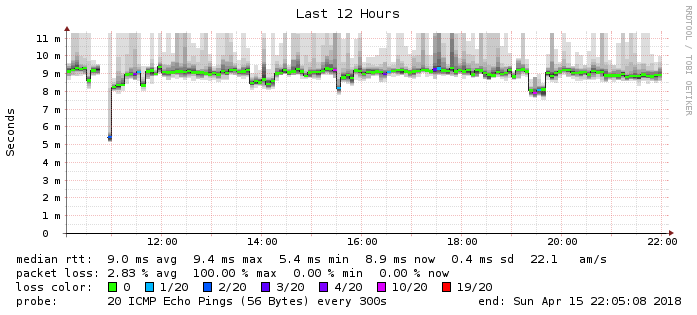 Last 12 Hours
RRDTOOL / TOBI OETIKER
Seconds
11 m
10 m
9 m
8 m
7 m
6 m
5 m
4 m
3 m
2 m
1 m
0
12:00 14:00 16:00 18:00 20:00 22:00
median rtt: 9.0 ms avg 9.4 ms max 5.4 ms min 8.9 ms now 0.4 ms sd 22.1 am/s
packet loss: 2.83 % avg 100.00 % max 0.00 % min 0.00 % now
loss color: 0 1/20 2/20 3/20 4/20 10/20 19/20
probe: 20 ICMP Echo Pings (56 Bytes) every 300s end: Sun Apr 15 22:05:08 2018